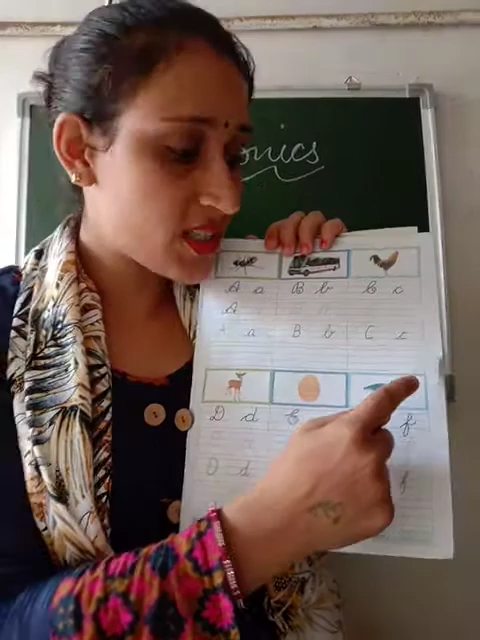 onics
A a B b C c
A
A a B b C c
D d E f
D d f